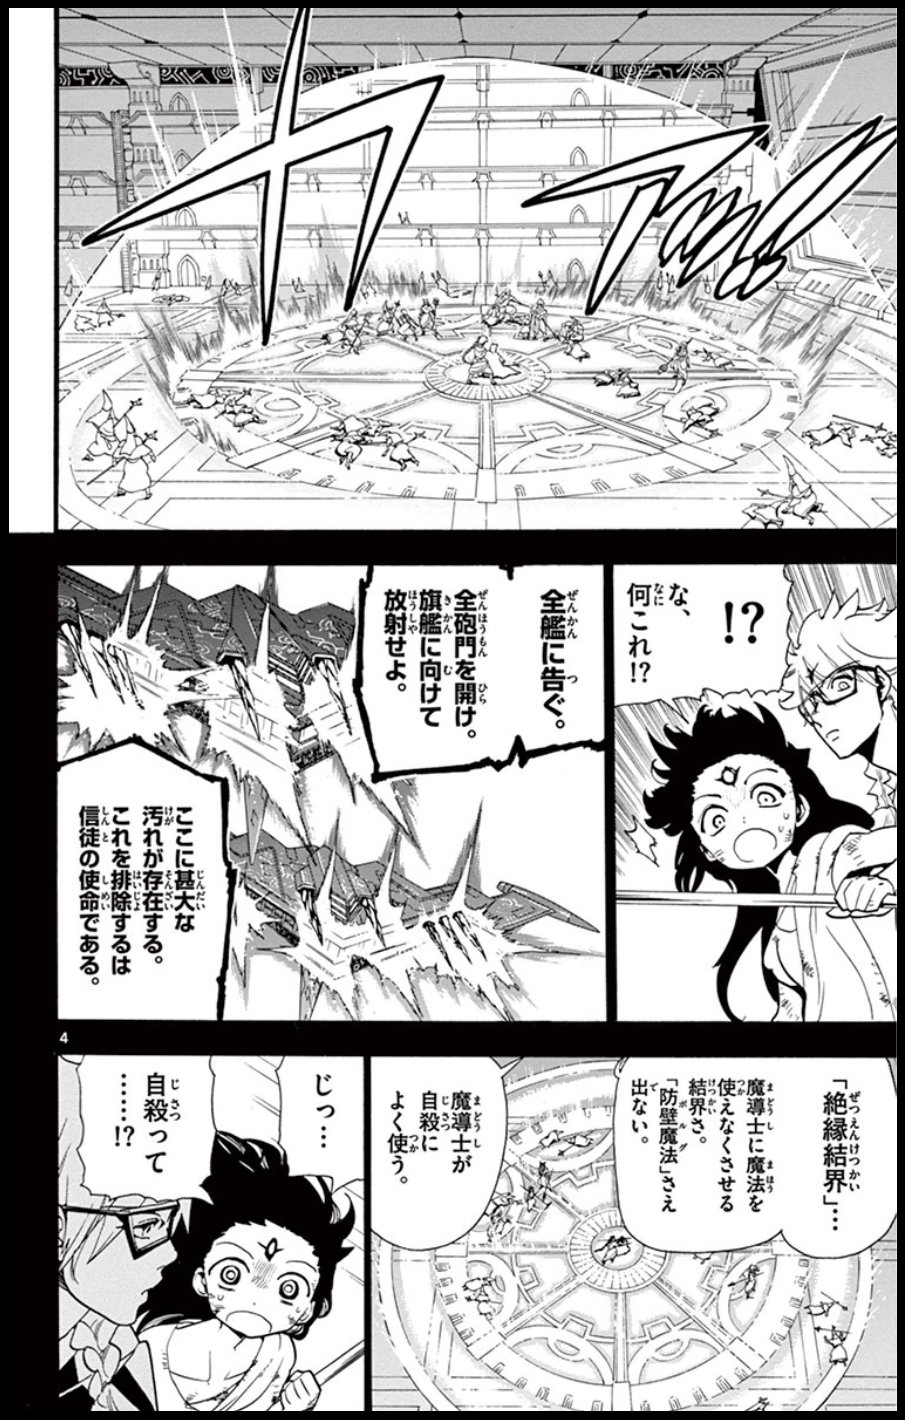 カアッ!!
!?
な、
何これ!?
全艦に告ぐ。
全砲門を開け。
旗艦に向けて
放射せよ。
ここに甚大な
汚れが存在する。
これを排除するは
信徒の使命である。
「絶縁結界」…
魔導士に魔法を
使えなくさせる
結界さ。
「防壁魔法」さえ
出ない。
魔導士が
自殺に
よく使う。
じっ…
自殺って
……!?
4